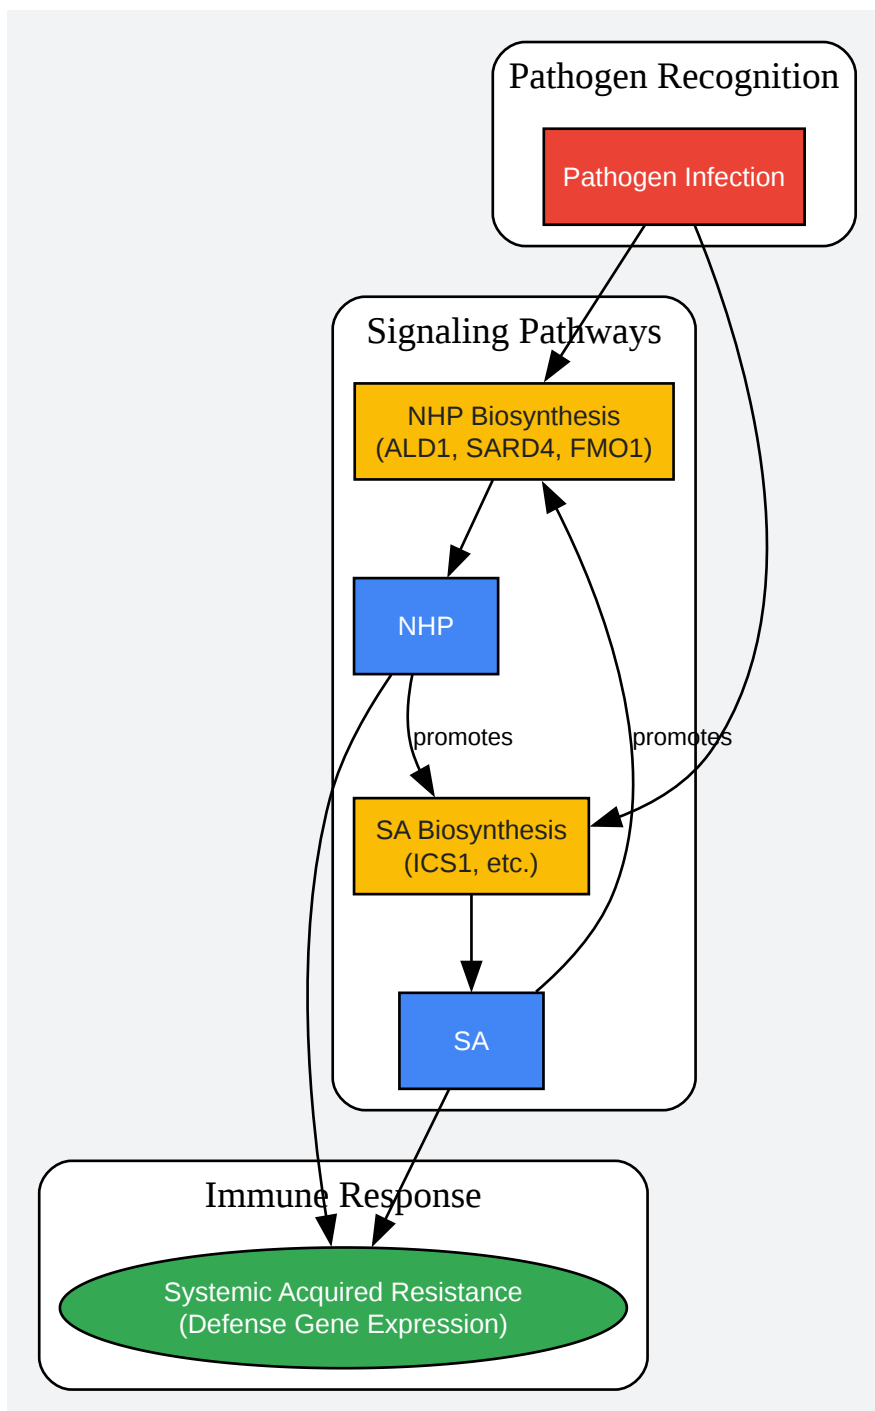 Pathogen Recognition
Pathogen Infection
Signaling Pathways
NHP Biosynthesis
(ALD1, SARD4, FMO1)
NHP
promotes
promotes
SA Biosynthesis
(ICS1, etc.)
SA
Immune Response
Systemic Acquired Resistance
(Defense Gene Expression)